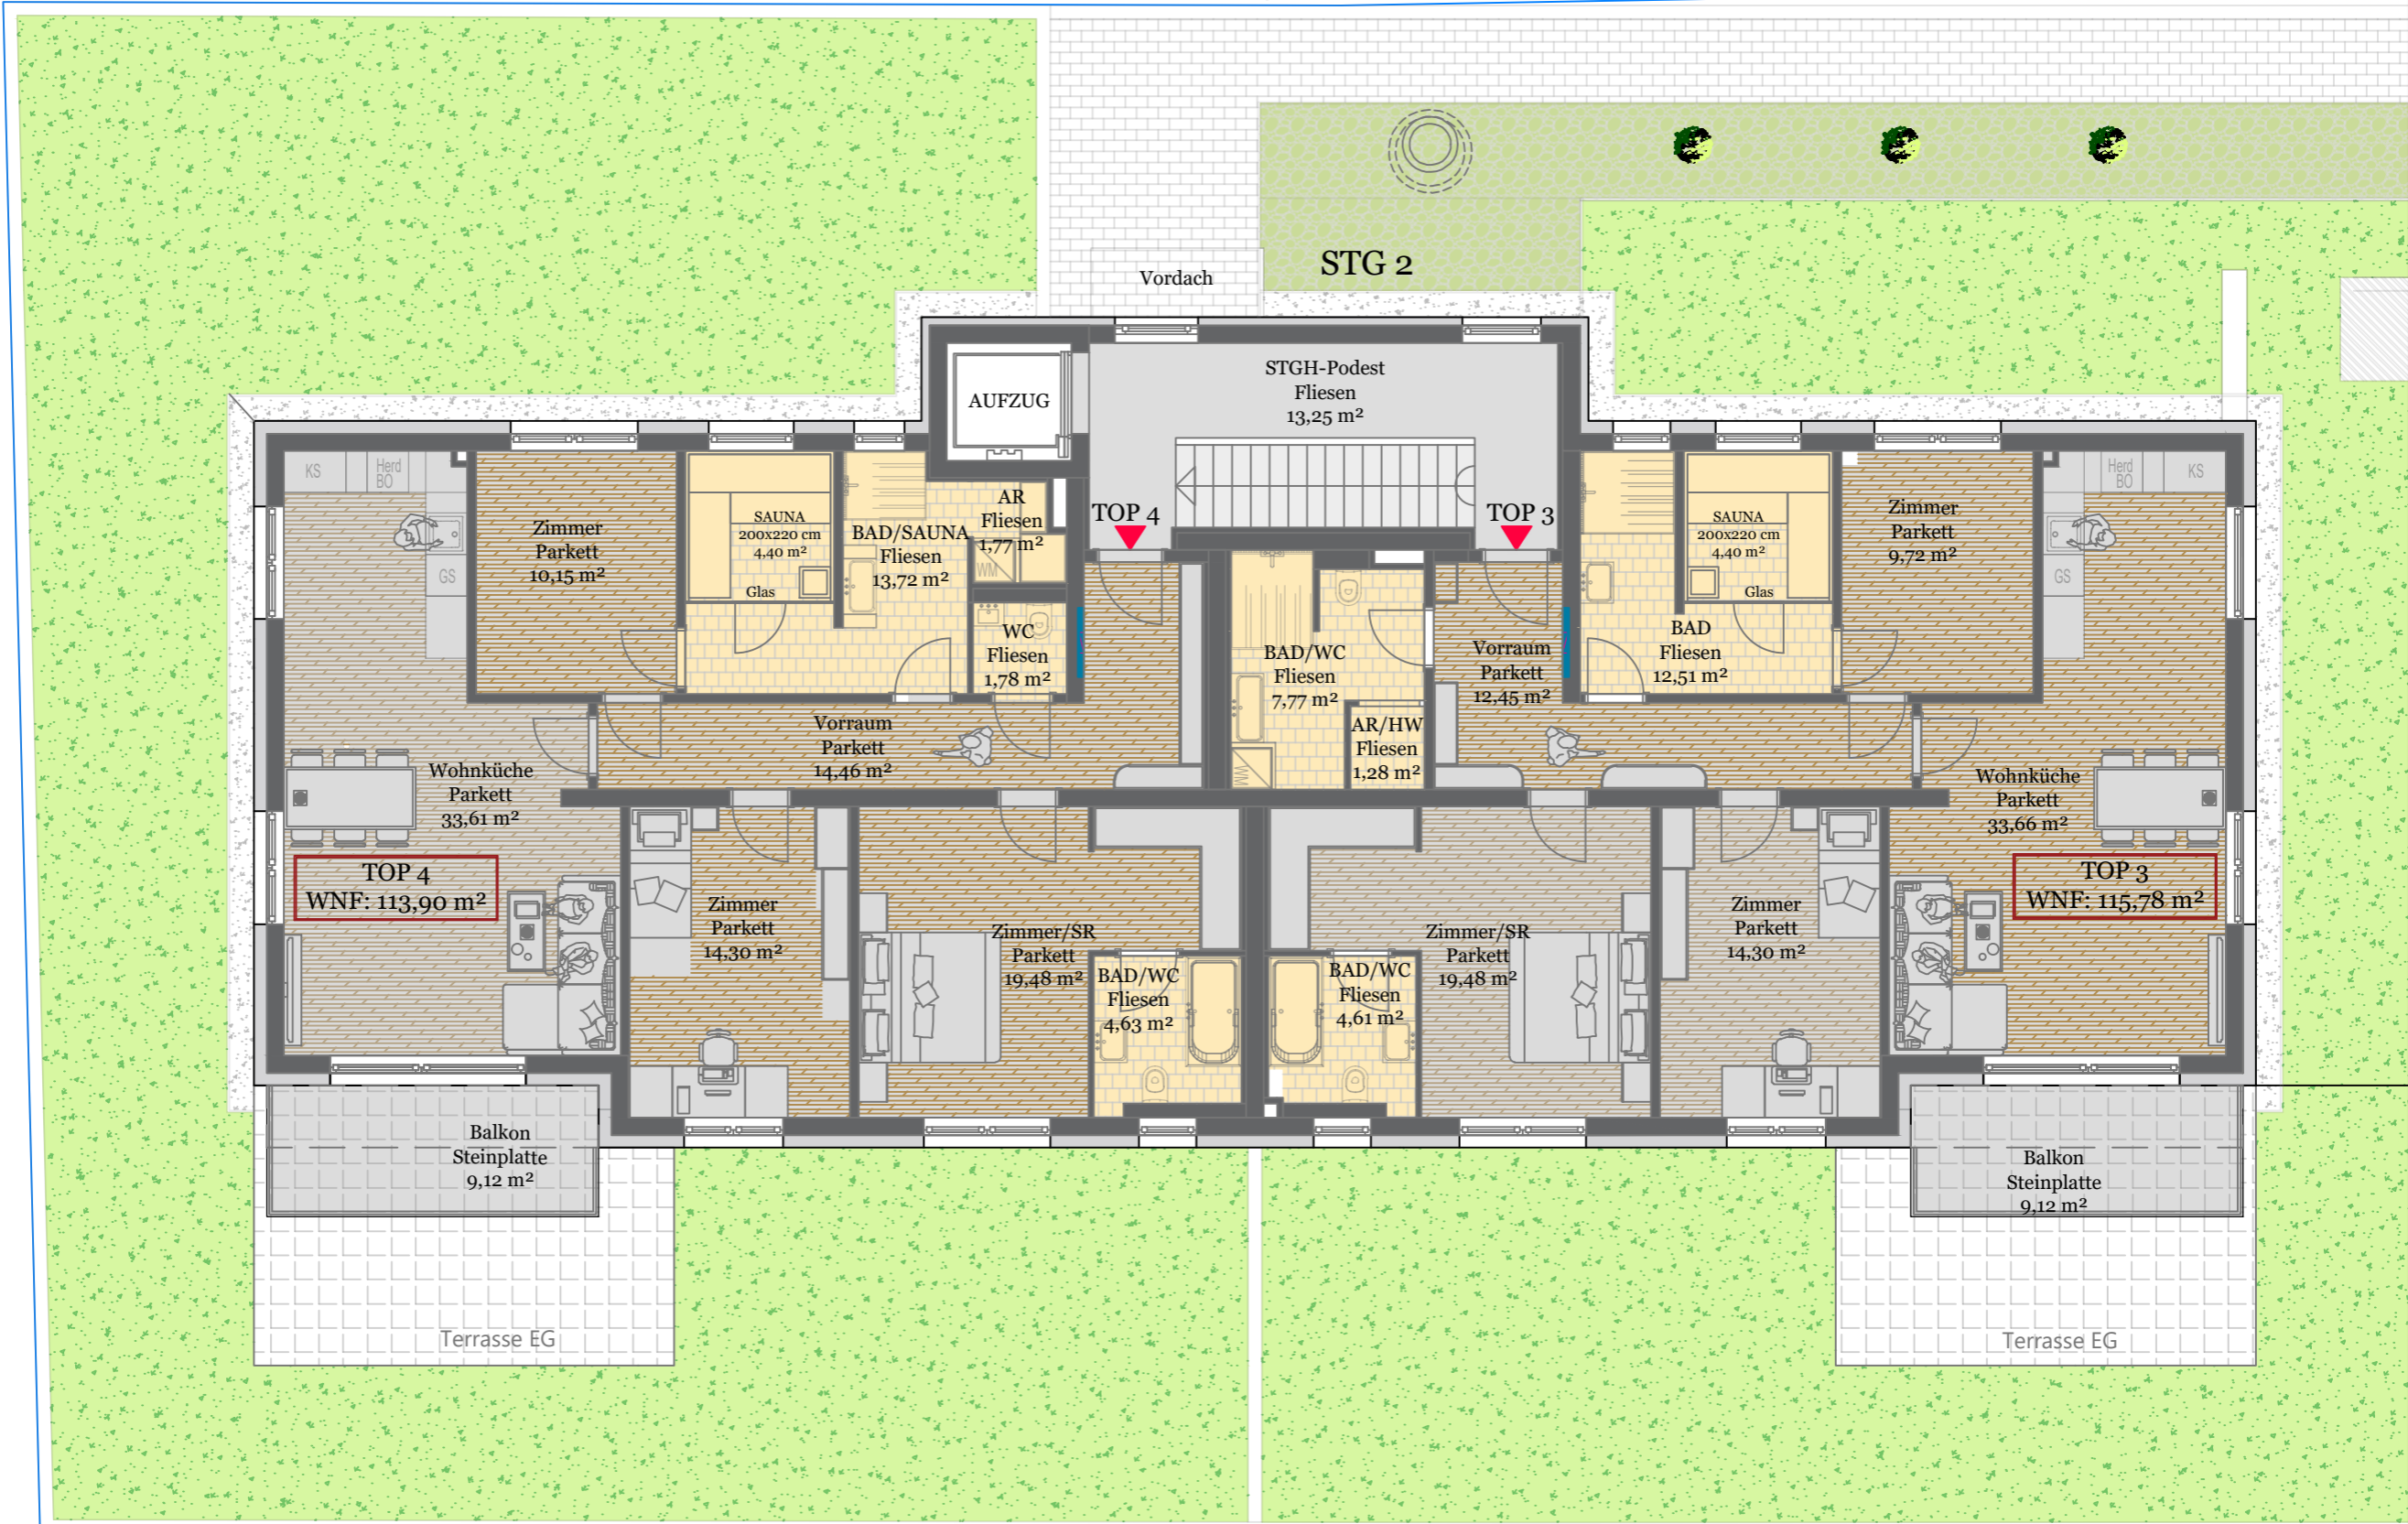 STG 2
Vordach
STGH-Podest
Fliesen
13,25 m²
AUFZUG
TOP 4
TOP 3
KS
Herd
BO
GS
Zimmer
Parkett
10,15 m²
SAUNA
200x220 cm
4,40 m²
Glas
BAD/SAUNA
Fliesen
13,72 m²
AR
Fliesen
1,77 m²
WM
WC
Fliesen
1,78 m²
Vorraum
Parkett
14,46 m²
Wohnküche
Parkett
33,61 m²
TOP 4
WNF: 113,90 m²
Zimmer
Parkett
14,30 m²
Zimmer/SR
Parkett
19,48 m²
BAD/WC
Fliesen
4,63 m²
Balkon
Steinplatte
9,12 m²
Terrasse EG
BAD/WC
Fliesen
7,77 m²
WM
AR/HW
Fliesen
1,28 m²
Vorraum
Parkett
12,45 m²
BAD
Fliesen
12,51 m²
SAUNA
200x220 cm
4,40 m²
Glas
Zimmer
Parkett
9,72 m²
Herd
BO
KS
GS
Wohnküche
Parkett
33,66 m²
TOP 3
WNF: 115,78 m²
BAD/WC
Fliesen
4,61 m²
Zimmer/SR
Parkett
19,48 m²
Zimmer
Parkett
14,30 m²
Balkon
Steinplatte
9,12 m²
Terrasse EG